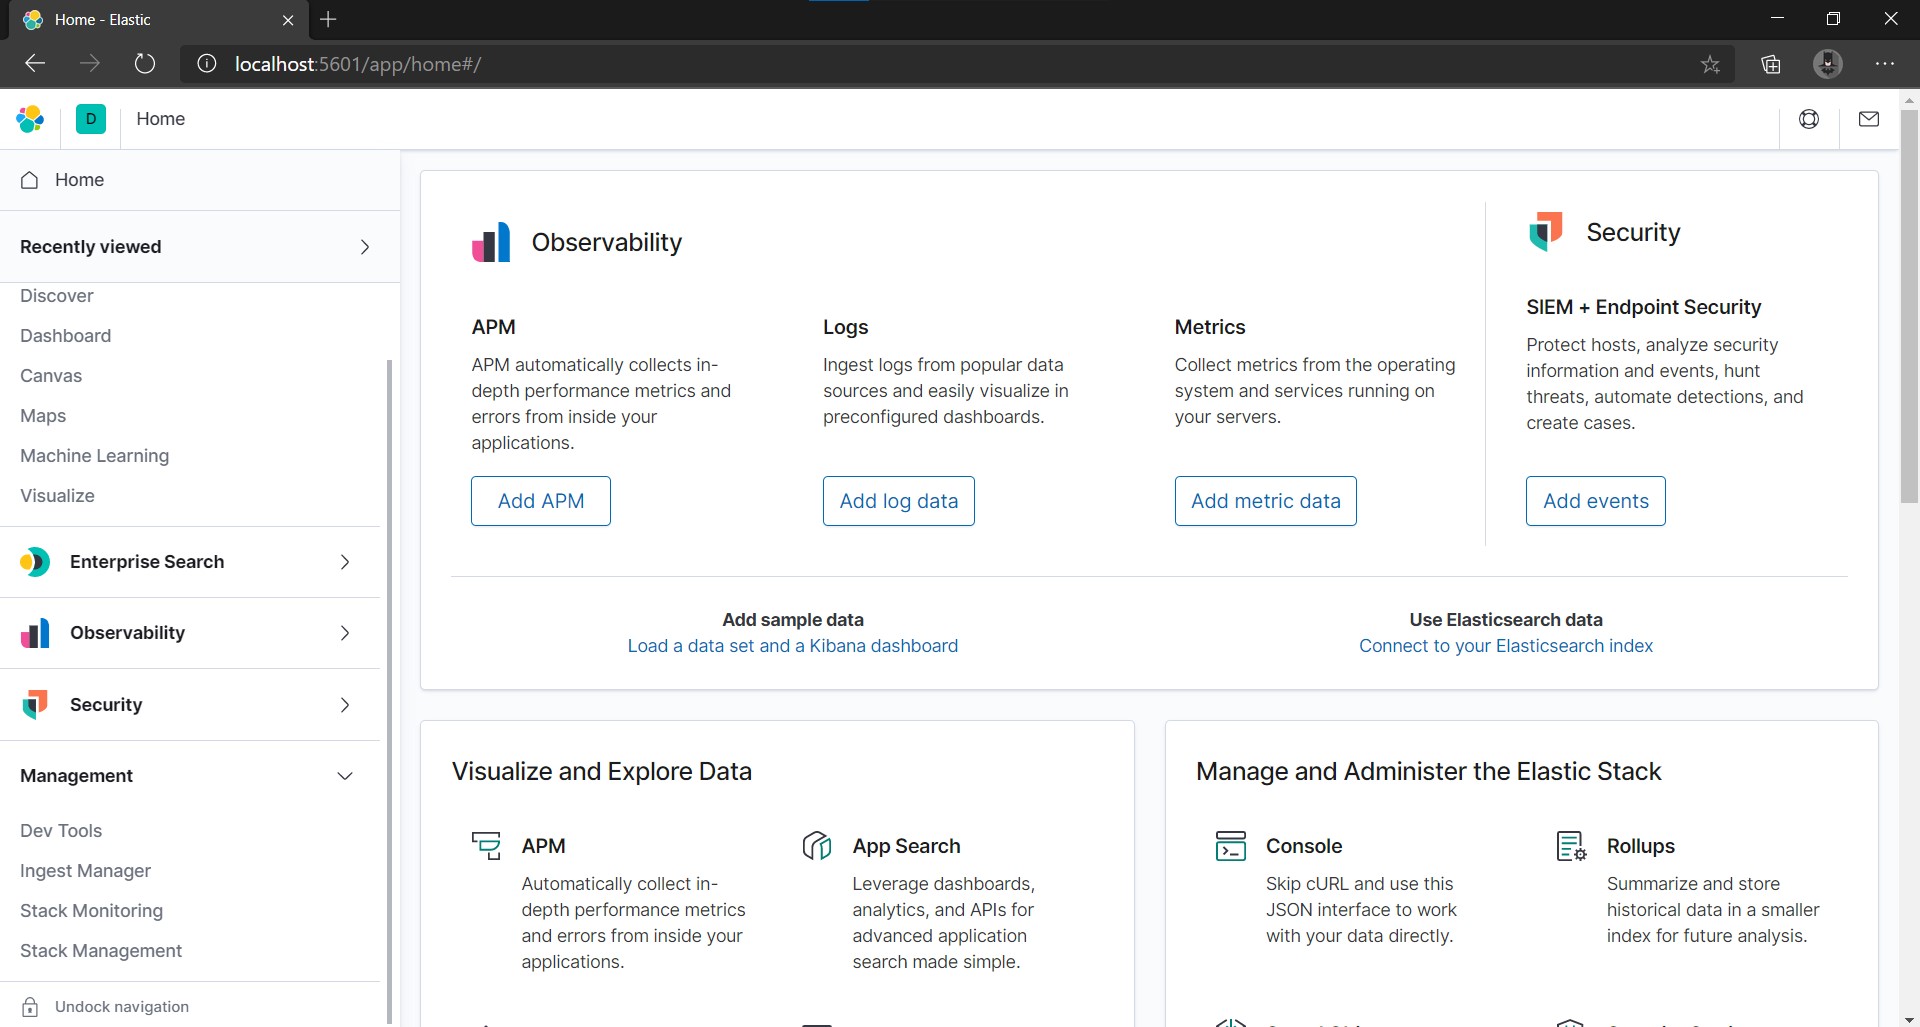 Home - Elastic
localhost:5601/app/home#/
D
Home
Home
Recently viewed
Discover
Dashboard
Canvas
Maps
Machine Learning
Visualize
Enterprise Search
Observability
Security
Management
Dev Tools
Ingest Manager
Stack Monitoring
Stack Management
Undock navigation
Observability
APM
APM automatically collects in-
depth performance metrics and
errors from inside your
applications.
Add APM
Logs
Ingest logs from popular data
sources and easily visualize in
preconfigured dashboards.
Add log data
Metrics
Collect metrics from the operating
system and services running on
your servers.
Add metric data
Security
SIEM + Endpoint Security
Protect hosts, analyze security
information and events, hunt
threats, automate detections, and
create cases.
Add events
Add sample data
Load a data set and a Kibana dashboard
Use Elasticsearch data
Connect to your Elasticsearch index
Visualize and Explore Data
APM
Automatically collect in-
depth performance metrics
and errors from inside your
applications.
App Search
Leverage dashboards,
analytics, and APIs for
advanced application
search made simple.
Manage and Administer the Elastic Stack
Console
Skip cURL and use this
JSON interface to work
with your data directly.
Rollups
Summarize and store
historical data in a smaller
index for future analysis.